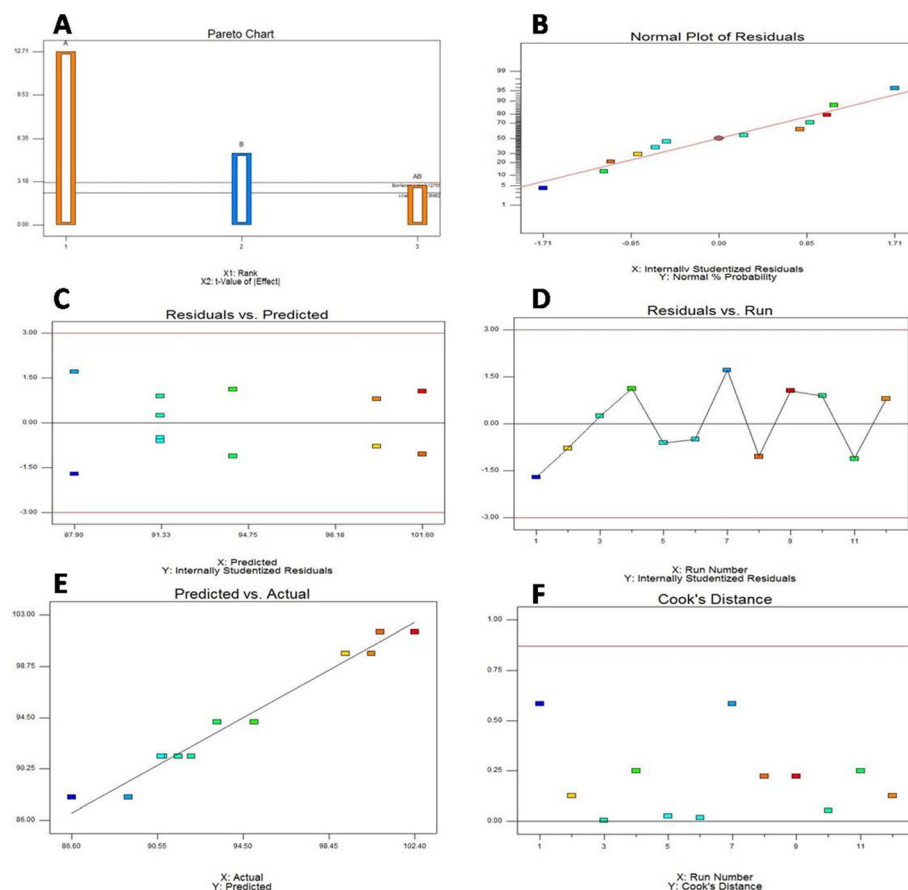 A
Pareto Chart
12.71
9.53
6.35
3.18
0.00
A
B
AB
1
2
3
X1: Rank
X2: t-Value of |Effect|
B
Normal Plot of Residuals
99
95
90
80
70
50
30
20
10
5
1
-1.71
-0.85
0.00
0.85
1.71
X: Internally Studentized Residuals
Y: Normal % Probability
C
Residuals vs. Predicted
3.00
1.50
0.00
-1.50
-3.00
87.90
91.33
94.75
98.18
101.60
X: Predicted
Y: Internally Studentized Residuals
D
Residuals vs. Run
3.00
1.50
0.00
-1.50
-3.00
1
3
5
7
9
11
X: Run Number
Y: Internally Studentized Residuals
E
Predicted vs. Actual
103.00
98.75
94.50
90.25
86.00
86.60
90.55
94.50
98.45
102.40
X: Actual
Y: Predicted
F
Cook's Distance
1.00
0.75
0.50
0.25
0.00
1
3
5
7
9
11
X: Run Number
Y: Cook's Distance